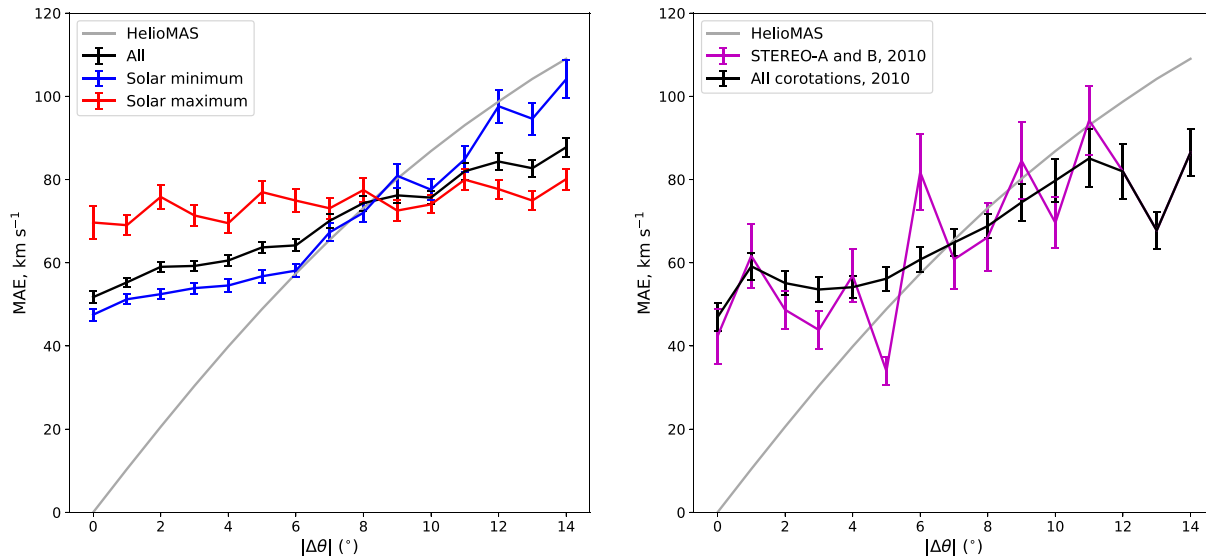 120
100
80
60
40
20
0
MAE, km s⁻¹
HelioMAS
All
Solar minimum
Solar maximum
0 2 4 6 8 10 12 14
|Δθ| (°)
120
100
80
60
40
20
0
MAE, km s⁻¹
HelioMAS
STEREO-A and B, 2010
All corotations, 2010
0 2 4 6 8 10 12 14
|Δθ| (°)